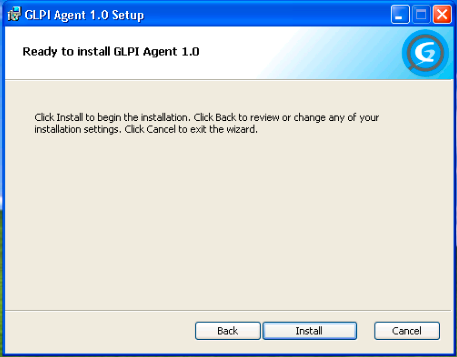 GLPI Agent 1.0 Setup
Ready to install GLPI Agent 1.0
Click Install to begin the installation. Click Back to review or change any of your
installation settings. Click Cancel to exit the wizard.
Back
Install
Cancel